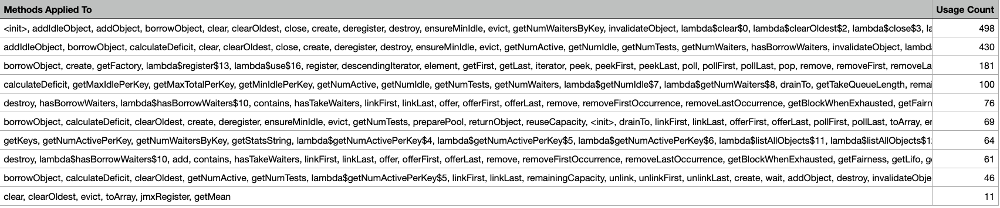 Methods Applied To Usage Count
<init>, addIdleObject, addObject, borrowObject, clear, clearOldest, close, create, deregister, destroy, ensureMinIdle, evict, getNumWaitersByKey, invalidateObject, lambda$clear$0, lambda$clearOldest$2, lambda$close$3, la 498
addIdleObject, borrowObject, calculateDeficit, clear, clearOldest, close, create, deregister, destroy, ensureMinIdle, evict, getNumActive, getNumIdle, getNumTests, getNumWaiters, hasBorrowWaiters, invalidateObject, lambd 430
borrowObject, create, getFactory, lambda$register$13, lambda$use$16, register, descendingIterator, element, getFirst, getLast, iterator, peek, peekFirst, peekLast, poll, pollFirst, pollLast, pop, remove, removeFirst, removeLa 181
calculateDeficit, getMaxIdlePerKey, getMaxTotalPerKey, getMinIdlePerKey, getNumActive, getNumIdle, getNumTests, getNumWaiters, lambda$getNumIdle$7, lambda$getNumWaiters$8, drainTo, getTakeQueueLength, remai 100
destroy, hasBorrowWaiters, lambda$hasBorrowWaiters$10, contains, hasTakeWaiters, linkFirst, linkLast, offer, offerFirst, offerLast, remove, removeFirstOccurrence, removeLastOccurrence, getBlockWhenExhausted, getFairn 76
borrowObject, calculateDeficit, clearOldest, create, deregister, ensureMinIdle, evict, getNumTests, preparePool, returnObject, reuseCapacity, <init>, drainTo, linkFirst, linkLast, offerFirst, offerLast, pollFirst, pollLast, toArray, er 69
getKeys, getNumActivePerKey, getNumWaitersByKey, getStatsString, lambda$getNumActivePerKey$4, lambda$getNumActivePerKey$5, lambda$getNumActivePerKey$6, lambda$listAllObjects$11, lambda$listAllObjects$1 64
destroy, lambda$hasBorrowWaiters$10, add, contains, hasTakeWaiters, linkFirst, linkLast, offer, offerFirst, offerLast, remove, removeFirstOccurrence, removeLastOccurrence, getBlockWhenExhausted, getFairness, getLifo, g 61
borrowObject, calculateDeficit, clearOldest, getNumActive, getNumTests, lambda$getNumActivePerKey$5, linkFirst, linkLast, remainingCapacity, unlink, unlinkFirst, unlinkLast, create, wait, addObject, destroy, invalidateObje 46
clear, clearOldest, evict, toArray, jmxRegister, getMean 11